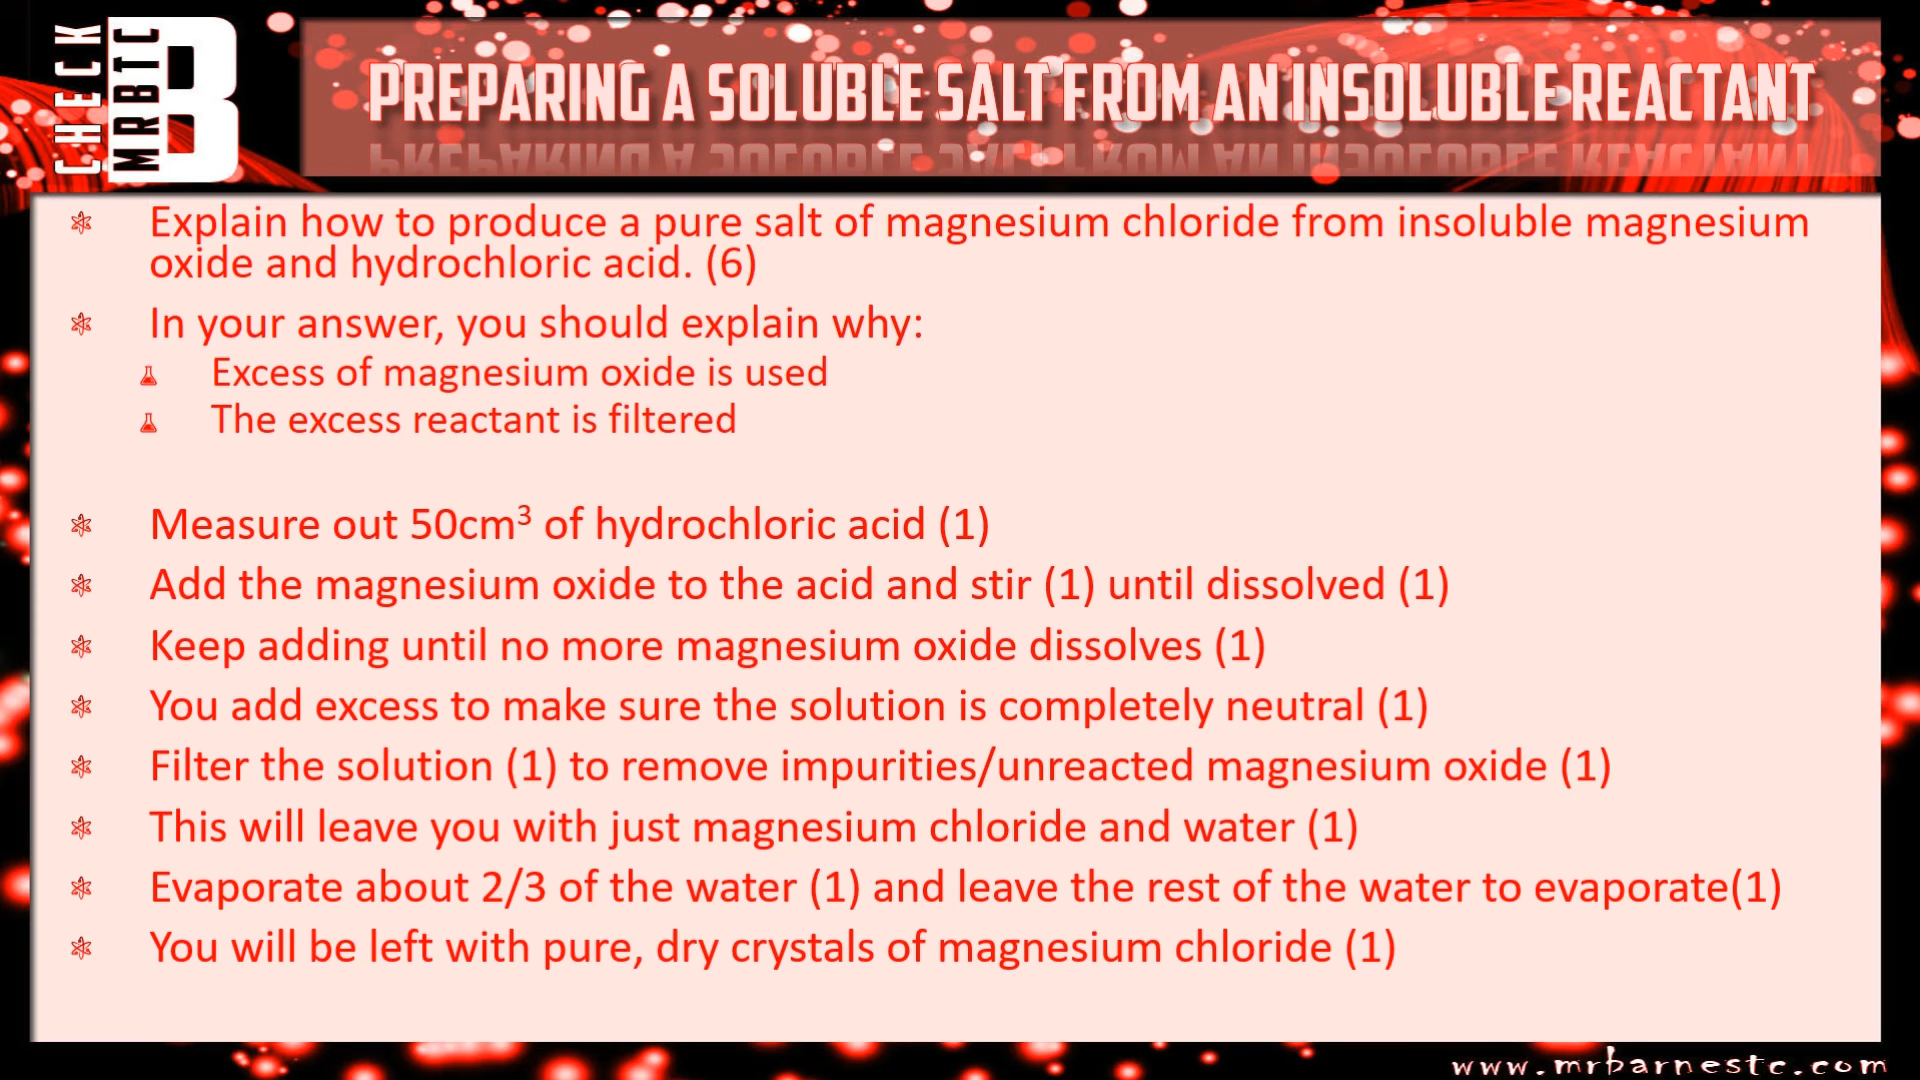 CHECK
MRBTC
B
PREPARING A SOLUBLE SALT FROM AN INSOLUBLE REACTANT
Explain how to produce a pure salt of magnesium chloride from insoluble magnesium
oxide and hydrochloric acid. (6)
In your answer, you should explain why:
Excess of magnesium oxide is used
The excess reactant is filtered
Measure out 50cm³ of hydrochloric acid (1)
Add the magnesium oxide to the acid and stir (1) until dissolved (1)
Keep adding until no more magnesium oxide dissolves (1)
You add excess to make sure the solution is completely neutral (1)
Filter the solution (1) to remove impurities/unreacted magnesium oxide (1)
This will leave you with just magnesium chloride and water (1)
Evaporate about 2/3 of the water (1) and leave the rest of the water to evaporate(1)
You will be left with pure, dry crystals of magnesium chloride (1)
www.mrbarnestc.com